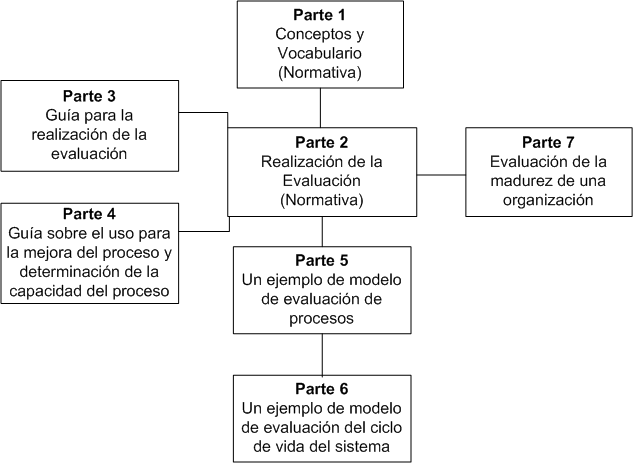 Parte 1
Conceptos y
Vocabulario
(Normativa)
Parte 3
Guía para la
realización de la
evaluación
Parte 2
Realización de la
Evaluación
(Normativa)
Parte 7
Evaluación de la
madurez de una
organización
Parte 4
Guía sobre el uso para
la mejora del proceso y
determinación de la
capacidad del proceso
Parte 5
Un ejemplo de modelo
de evaluación de
procesos
Parte 6
Un ejemplo de modelo
de evaluación del ciclo
de vida del sistema